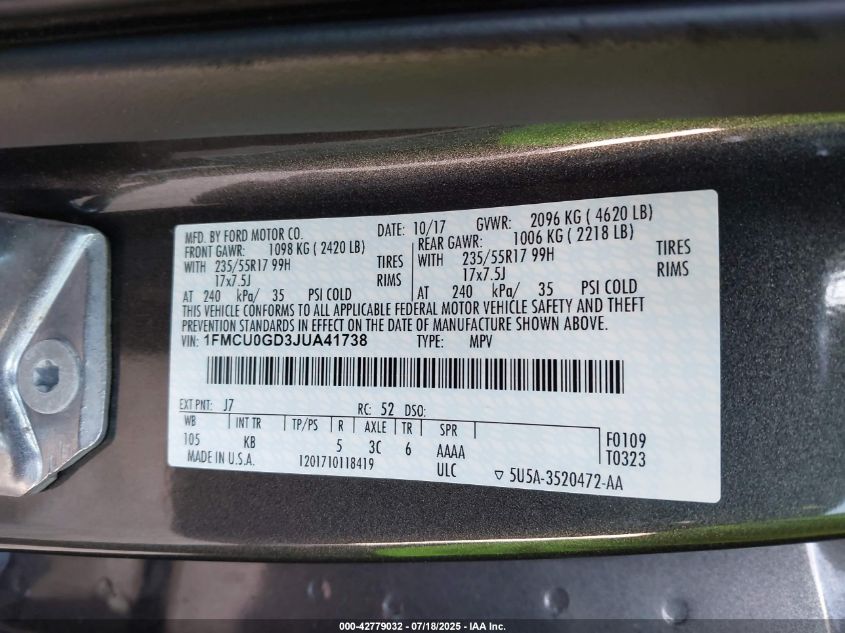 MFD. BY FORD MOTOR CO. DATE: 10/17 GVWR: 2096 KG ( 4620 LB)
FRONT GAWR: 1098 KG ( 2420 LB) REAR GAWR: 1006 KG ( 2218 LB)
WITH 235/55R17 99H TIRES WITH 235/55R17 99H TIRES
17x7.5J RIMS 17x7.5J RIMS
AT 240 kPa/ 35 PSI COLD AT 240 kPa/ 35 PSI COLD
THIS VEHICLE CONFORMS TO ALL APPLICABLE FEDERAL MOTOR VEHICLE SAFETY AND THEFT
PREVENTION STANDARDS IN EFFECT ON THE DATE OF MANUFACTURE SHOWN ABOVE.
VIN: 1FMCU0GD3JUA41738 TYPE: MPV
EXT PNT: J7 RC: 52 DSO:
WB INT TR TP/PS R AXLE TR SPR
105 KB 5 3C 6 AAAA F0109
MADE IN U.S.A. 1201710118419 ULC T0323
5U5A-3520472-AA
000-42779032 - 07/18/2025 - IAA Inc.